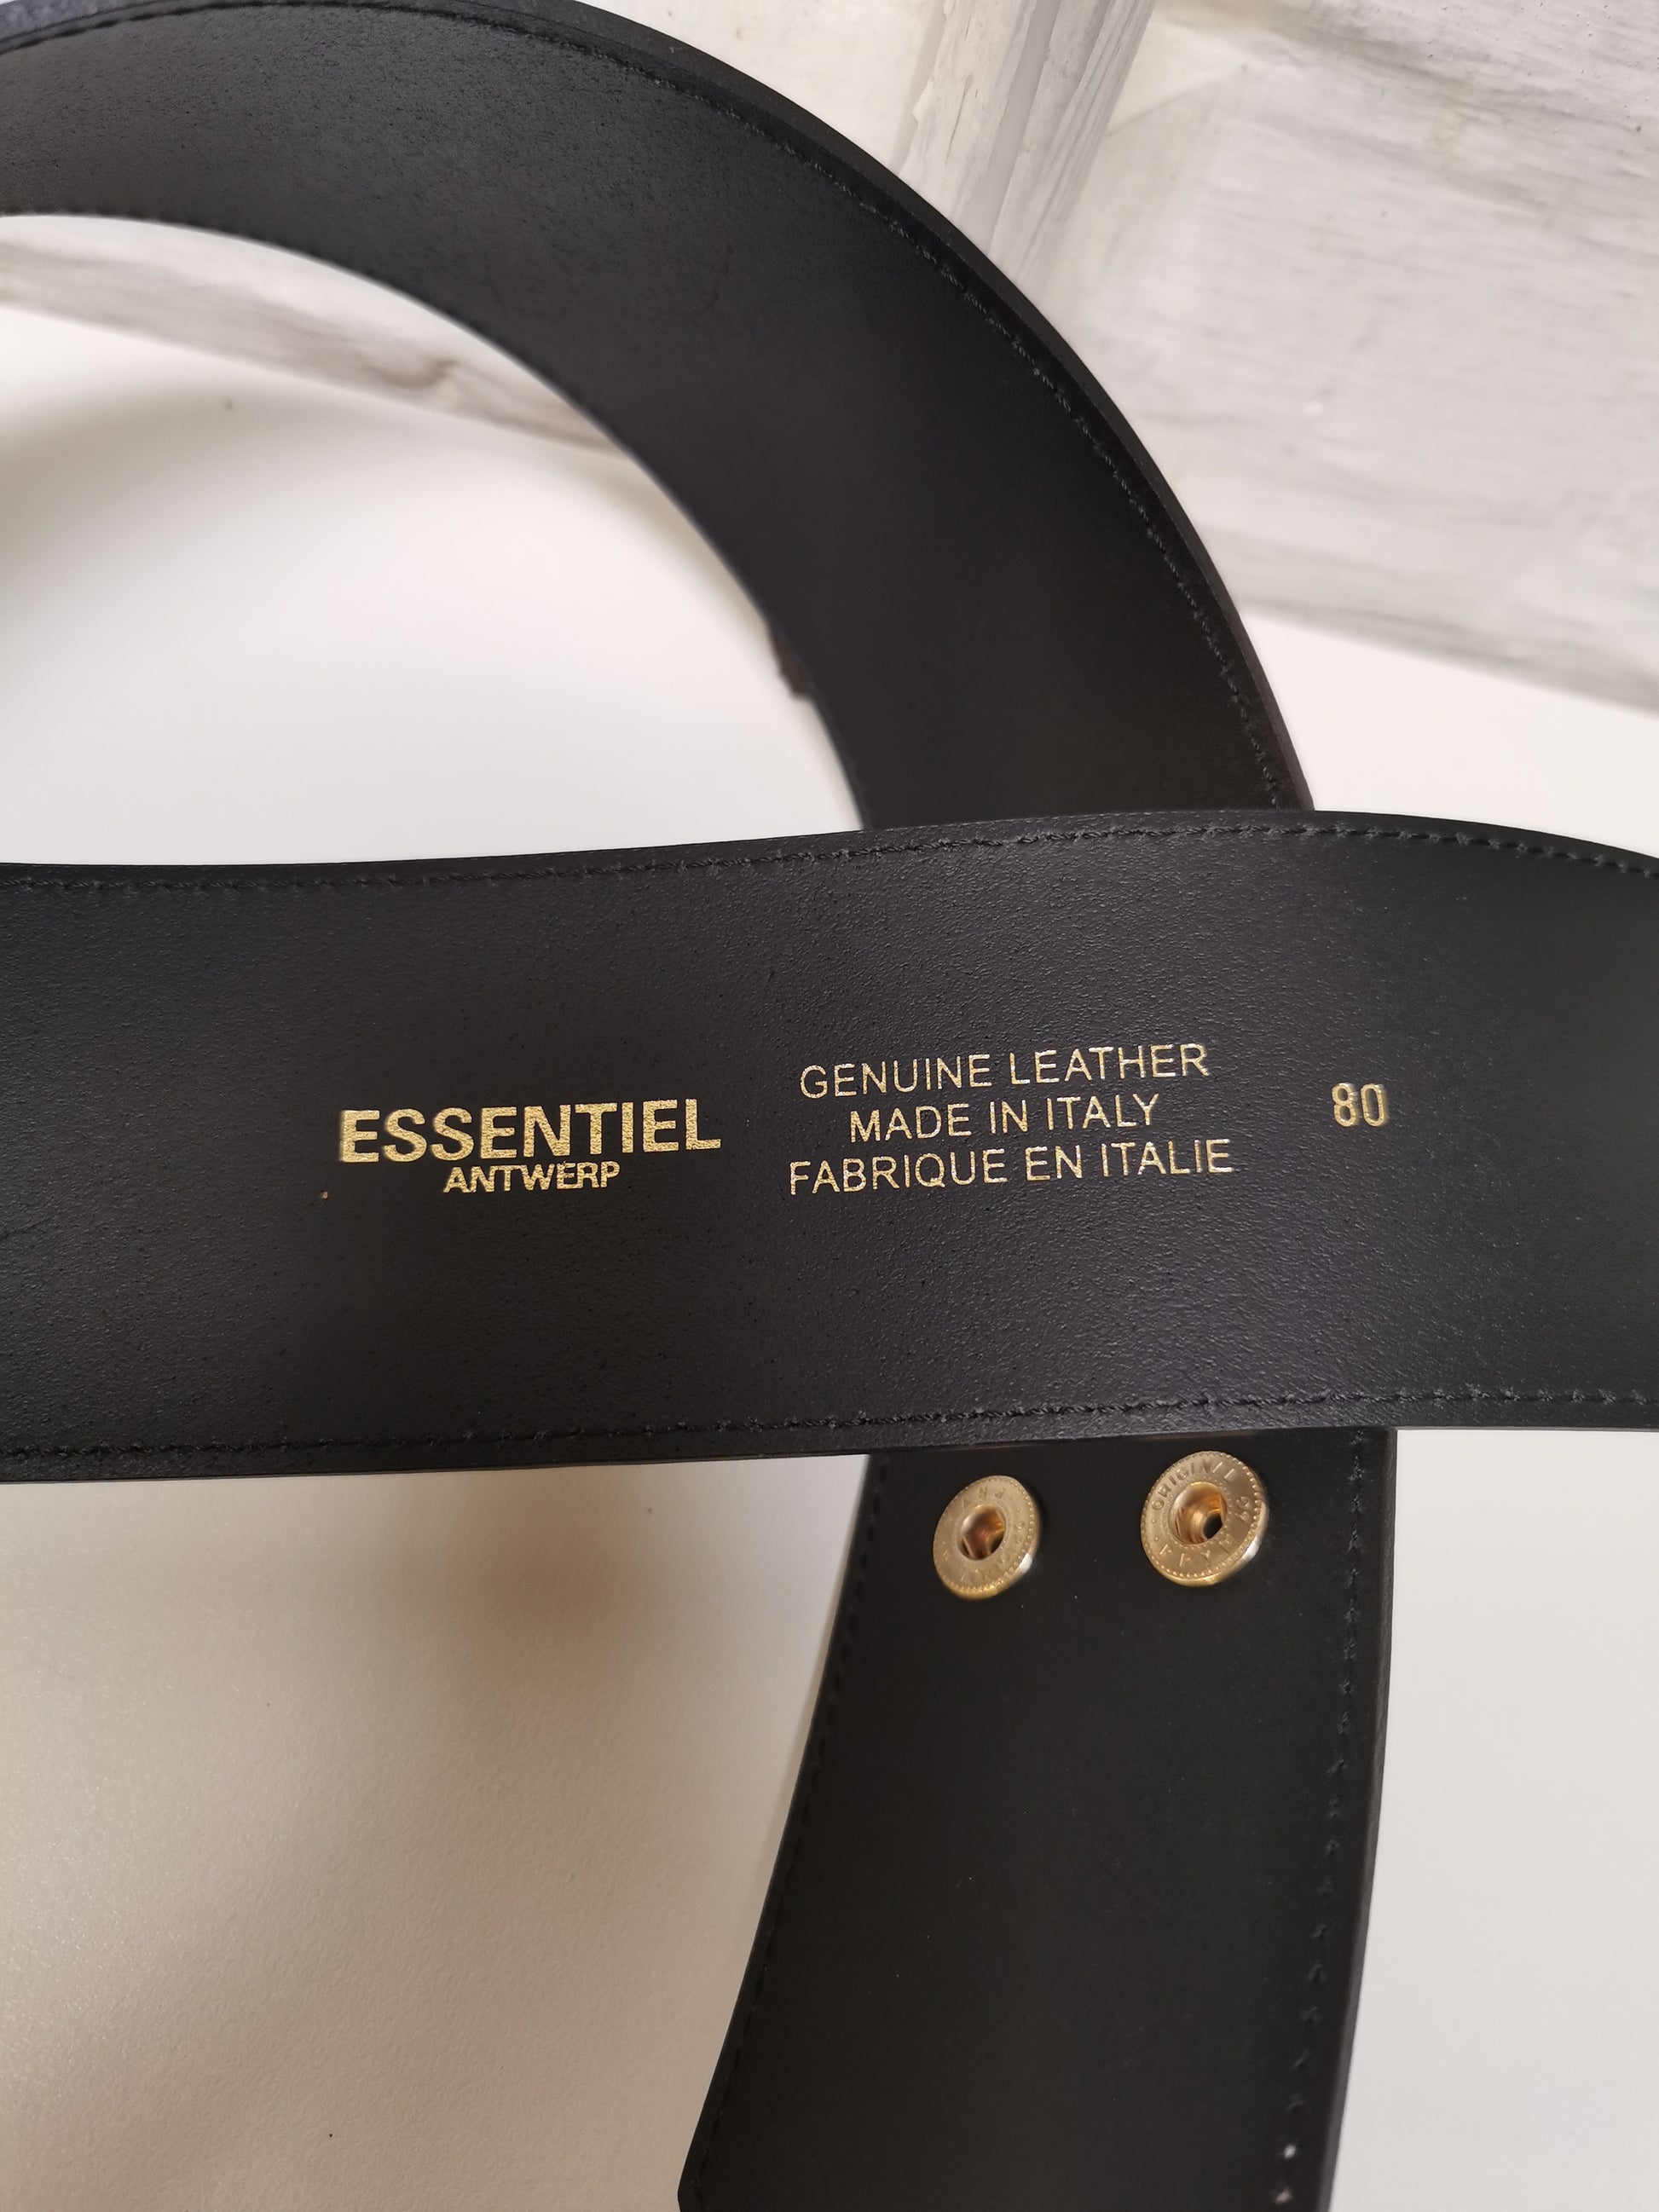 ESSENTIEL
ANTWERP
GENUINE LEATHER
MADE IN ITALY
FABRIQUE EN ITALIE
80